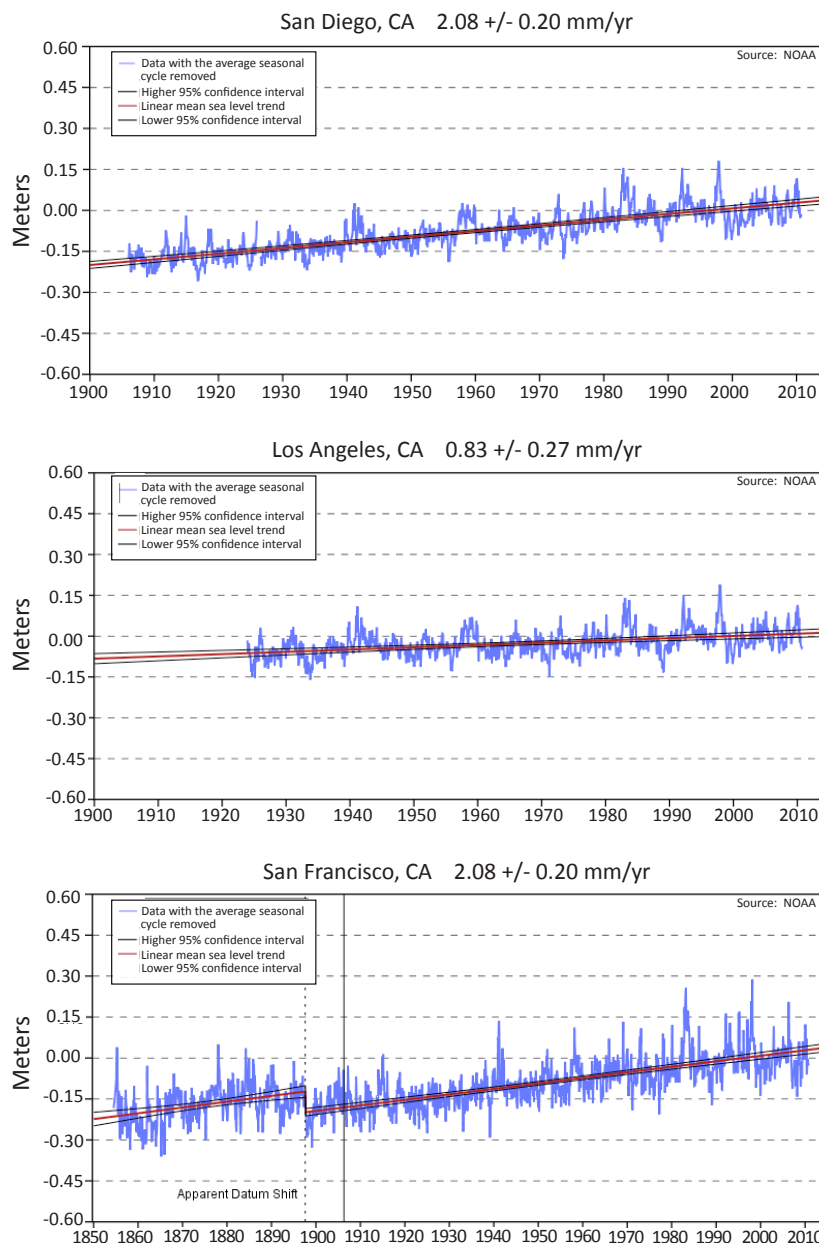 San Diego, CA 2.08 +/- 0.20 mm/yr
Source: NOAA
Data with the average seasonal
cycle removed
Higher 95% confidence interval
Linear mean sea level trend
Lower 95% confidence interval
Meters
0.60
0.45
0.30
0.15
0.00
-0.15
-0.30
-0.45
-0.60
1900 1910 1920 1930 1940 1950 1960 1970 1980 1990 2000 2010
Los Angeles, CA 0.83 +/- 0.27 mm/yr
Source: NOAA
Data with the average seasonal
cycle removed
Higher 95% confidence interval
Linear mean sea level trend
Lower 95% confidence interval
Meters
0.60
0.45
0.30
0.15
0.00
-0.15
-0.30
-0.45
-0.60
1900 1910 1920 1930 1940 1950 1960 1970 1980 1990 2000 2010
San Francisco, CA 2.08 +/- 0.20 mm/yr
Source: NOAA
Data with the average seasonal
cycle removed
Higher 95% confidence interval
Linear mean sea level trend
Lower 95% confidence interval
Meters
0.60
0.45
0.30
0.15
0.00
-0.15
-0.30
-0.45
-0.60
Apparent Datum Shift
1850 1860 1870 1880 1890 1900 1910 1920 1930 1940 1950 1960 1970 1980 1990 2000 2010